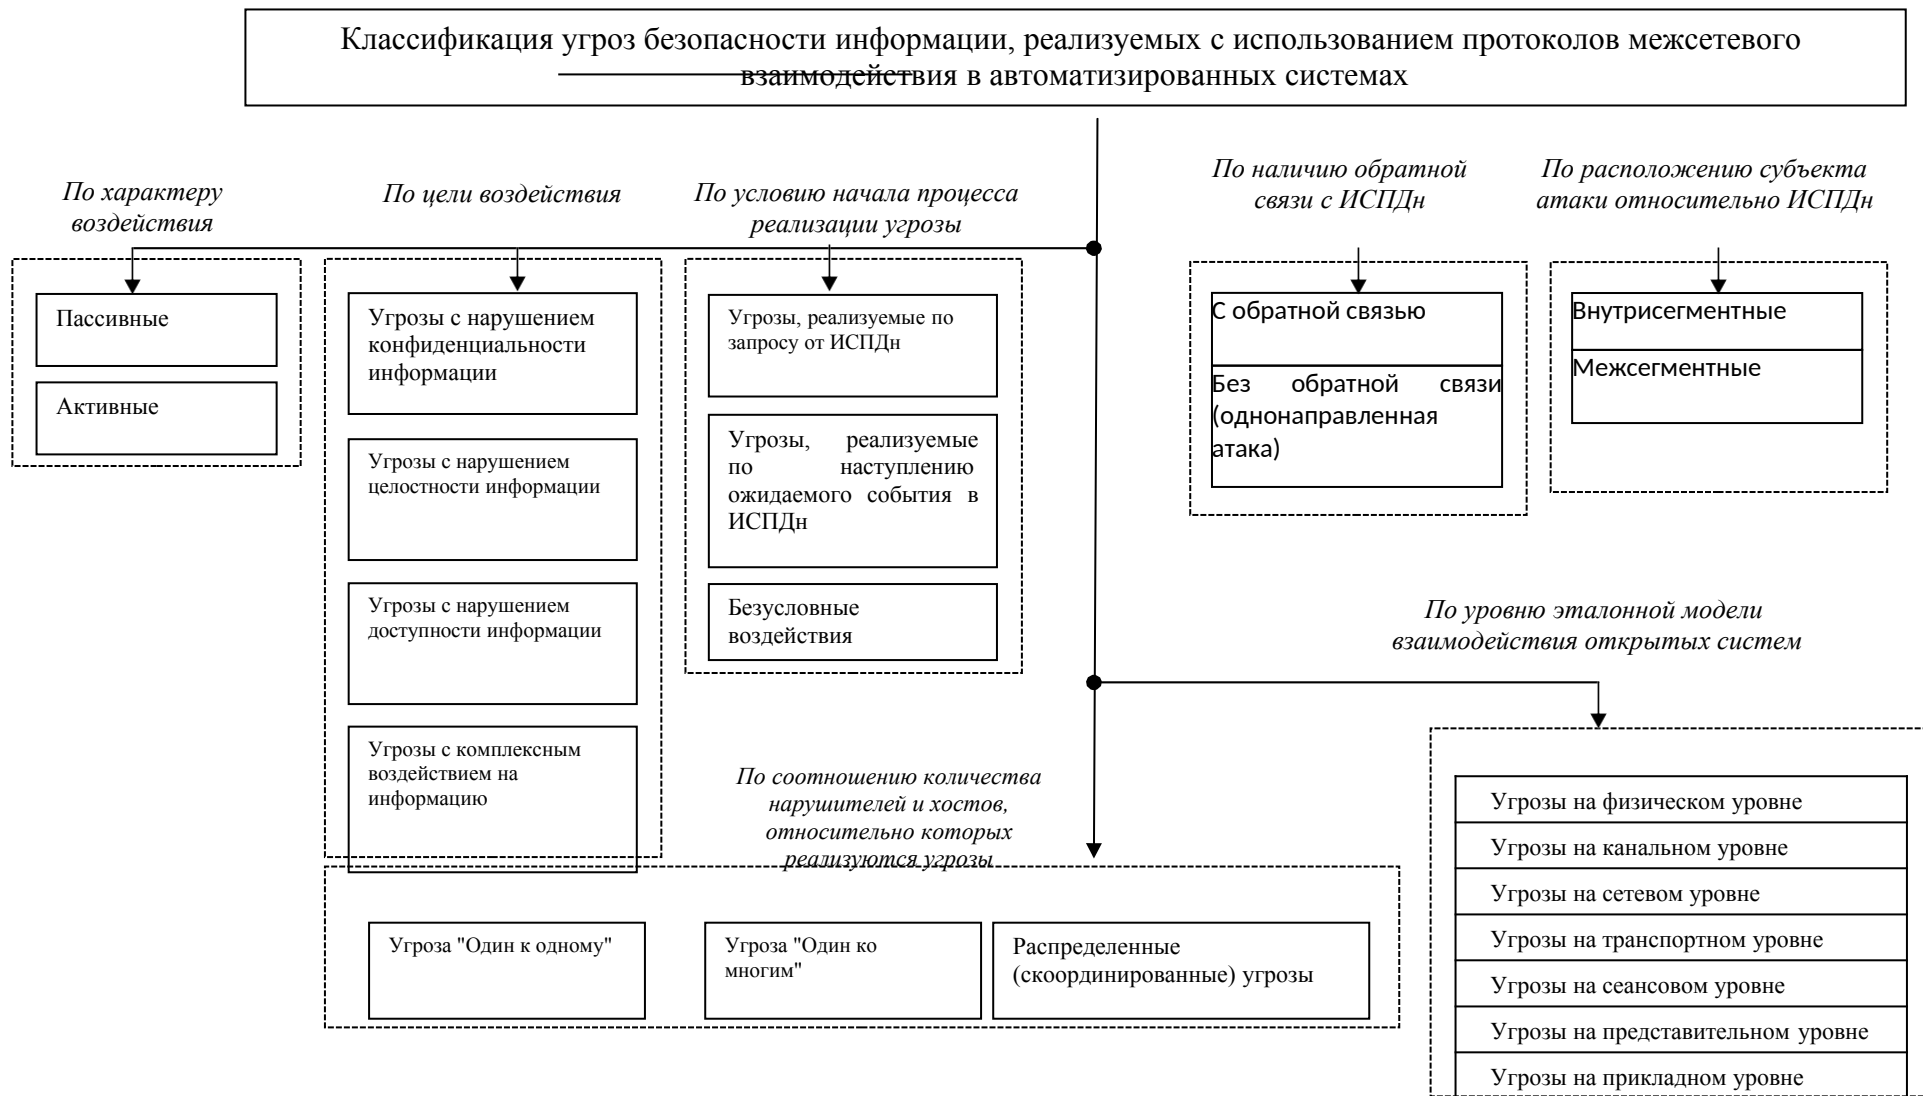 Классификация угроз безопасности информации, реализуемых с использованием протоколов межсетевого
взаимодействия в автоматизированных системах
По характеру
воздействия
Пассивные
Активные
По цели воздействия
Угрозы с нарушением
конфиденциальности
информации
Угрозы с нарушением
целостности информации
Угрозы с нарушением
доступности информации
Угрозы с комплексным
воздействием на
информацию
По условию начала процесса
реализации угрозы
Угрозы, реализуемые по
запросу от ИСПДн
Угрозы, реализуемые
по наступлению
ожидаемого события в
ИСПДн
Безусловные
воздействия
По наличию обратной
связи с ИСПДн
С обратной связью
Без обратной связи
(однонаправленная
атака)
По расположению субъекта
атаки относительно ИСПДн
Внутрисегментные
Межсегментные
По соотношению количества
нарушителей и хостов,
относительно которых
реализуются угрозы
Угроза "Один к одному"
Угроза "Один ко
многим"
Распределенные
(скоординированные) угрозы
По уровню эталонной модели
взаимодействия открытых систем
Угрозы на физическом уровне
Угрозы на канальном уровне
Угрозы на сетевом уровне
Угрозы на транспортном уровне
Угрозы на сеансовом уровне
Угрозы на представительном уровне
Угрозы на прикладном уровне